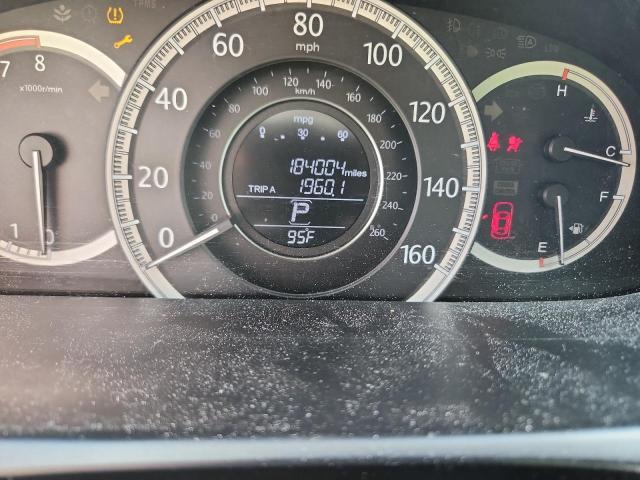 TPMS
7 8
x1000r/min
1 0
0 20 40 60 80 100 120 140 160
mph
0 20 40 60 80 100 120 140 160 180 200 220 240 260
km/h
mpg
0 30 60
184004 miles
TRIP A 1960.1
P
95F
H
C
F
E